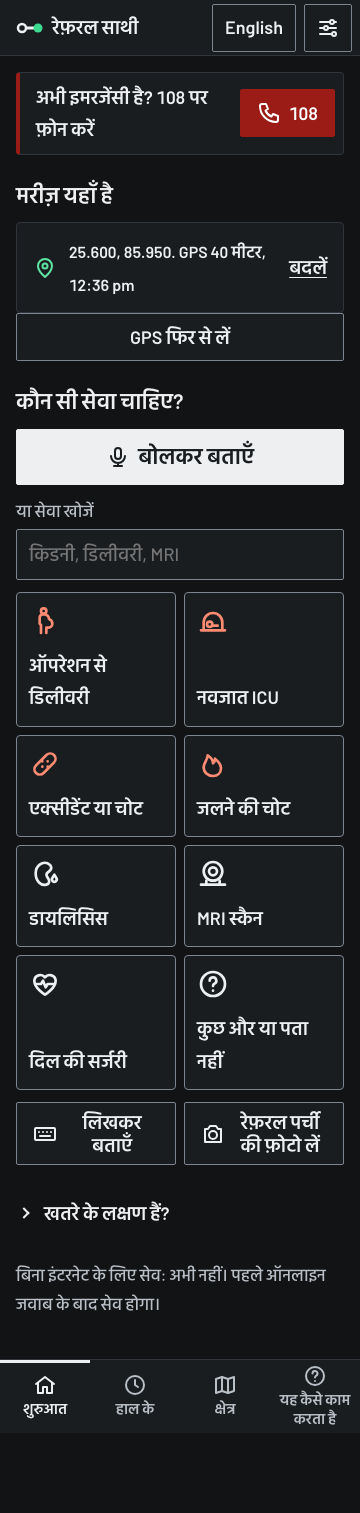 रेफ़रल साथी
English
अभी इमरजेंसी है? 108 पर
फ़ोन करें
108
मरीज़ यहाँ है
25.600, 85.950. GPS 40 मीटर,
12:36 pm
बदलें
GPS फिर से लें
कौन सी सेवा चाहिए?
बोलकर बताएँ
या सेवा खोजें
किडनी, डिलीवरी, MRI
ऑपरेशन से
डिलीवरी
नवजात ICU
एक्सीडेंट या चोट
जलने की चोट
डायलिसिस
MRI स्कैन
दिल की सर्जरी
कुछ और या पता
नहीं
लिखकर
बताएँ
रेफ़रल पर्ची
की फ़ोटो लें
खतरे के लक्षण हैं?
बिना इंटरनेट के लिए सेव: अभी नहीं। पहले ऑनलाइन
जवाब के बाद सेव होगा।
शुरुआत
हाल के
क्षेत्र
यह कैसे काम
करता है